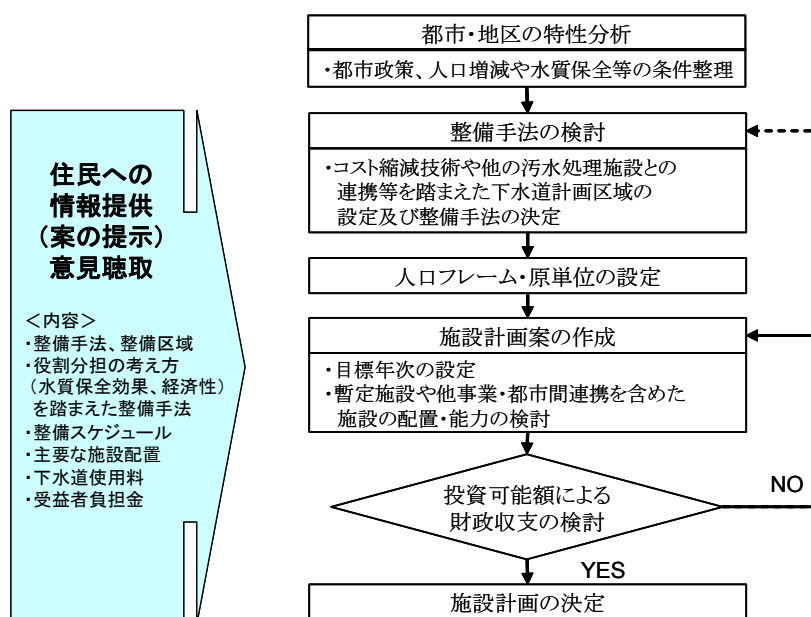 都市・地区の特性分析
・都市政策、人口増減や水質保全等の条件整理
整備手法の検討
・コスト縮減技術や他の汚水処理施設との
連携等を踏まえた下水道計画区域の
設定及び整備手法の決定
人口フレーム・原単位の設定
施設計画案の作成
・目標年次の設定
・暫定施設や他事業・都市間連携を含めた
施設の配置・能力の検討
投資可能額による
財政収支の検討
NO
YES
施設計画の決定
住民への
情報提供
（案の提示）
意見聴取
＜内容＞
・整備手法、整備区域
・役割分担の考え方
（水質保全効果、経済性）
を踏まえた整備手法
・整備スケジュール
・主要な施設配置
・下水道使用料
・受益者負担金